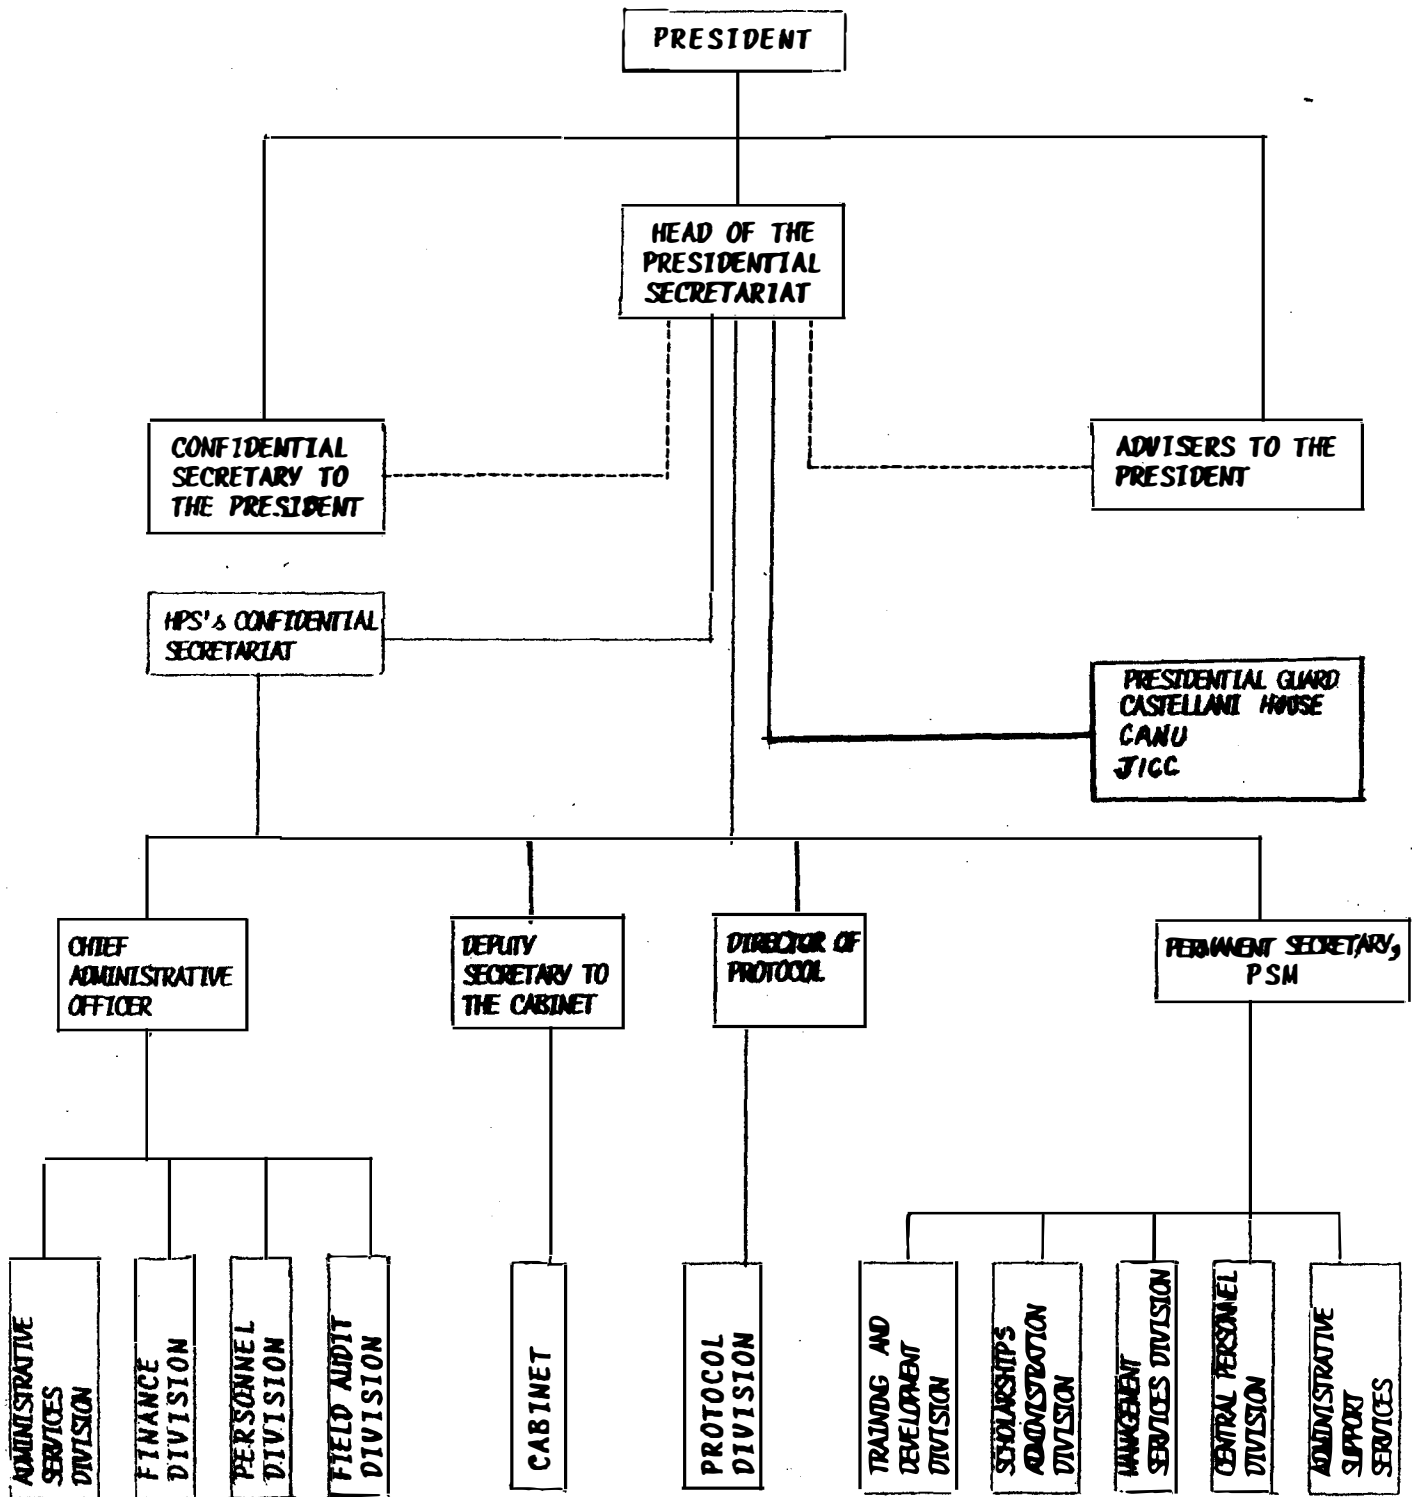 PRESIDENT
HEAD OF THE
PRESIDENTIAL
SECRETARIAT
CONFIDENTIAL
SECRETARY TO
THE PRESIDENT
ADVISERS TO THE
PRESIDENT
HPS's CONFIDENTIAL
SECRETARIAT
PRESIDENTIAL GUARD
CASTELLANI HOUSE
CANU
JICC
CHIEF
ADMINISTRATIVE
OFFICER
DEPUTY
SECRETARY TO
THE CABINET
DIRECTOR OF
PROTOCOL
PERMANENT SECRETARY,
PSM
ADMINISTRATIVE
SERVICES
DIVISION
FINANCE
DIVISION
PERSONNEL
DIVISION
FIELD AUDIT
DIVISION
CABINET
PROTOCOL
DIVISION
TRAINING AND
DEVELOPMENT
DIVISION
SCHOLARSHIPS
ADMINISTRATION
DIVISION
MANAGEMENT
SERVICES DIVISION
CENTRAL PERSONNEL
DIVISION
ADMINISTRATIVE
SUPPORT
SERVICES